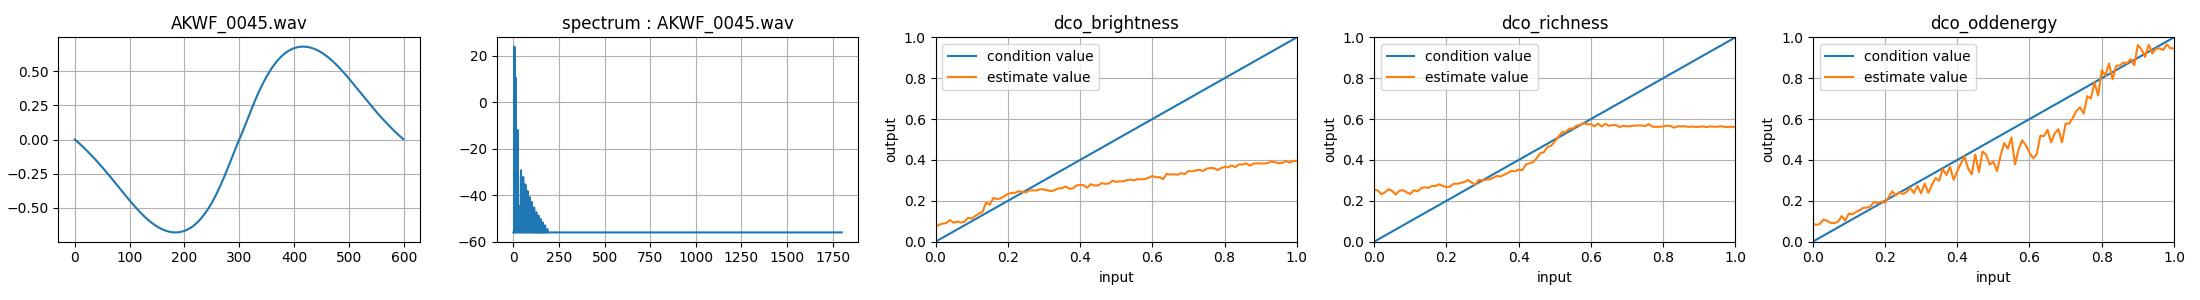 AKWF_0045.wav
0.50
0.25
0.00
−0.25
−0.50
0 100 200 300 400 500 600
spectrum : AKWF_0045.wav
20
0
−20
−40
−60
0 250 500 750 1000 1250 1500 1750
dco_brightness
condition value
estimate value
output
1.0
0.8
0.6
0.4
0.2
0.0
0.0 0.2 0.4 0.6 0.8 1.0
input
dco_richness
condition value
estimate value
output
1.0
0.8
0.6
0.4
0.2
0.0
0.0 0.2 0.4 0.6 0.8 1.0
input
dco_oddenergy
condition value
estimate value
output
1.0
0.8
0.6
0.4
0.2
0.0
0.0 0.2 0.4 0.6 0.8 1.0
input